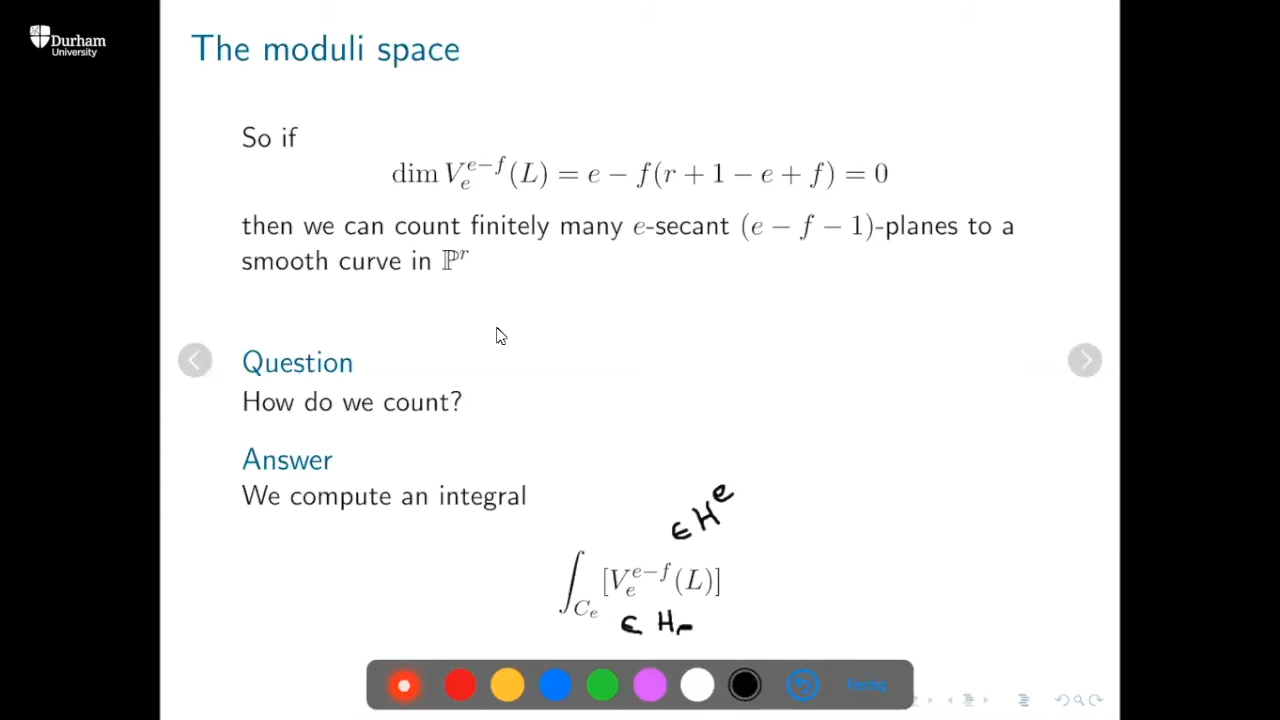 Durham
University
The moduli space
So if
dim V_e^{e−f}(L) = e − f(r + 1 − e + f) = 0
then we can count finitely many e-secant (e − f − 1)-planes to a
smooth curve in ℙ^r
Question
How do we count?
Answer
We compute an integral
∈ H^e
∫_{C_e} [V_e^{e−f}(L)]
∈ H